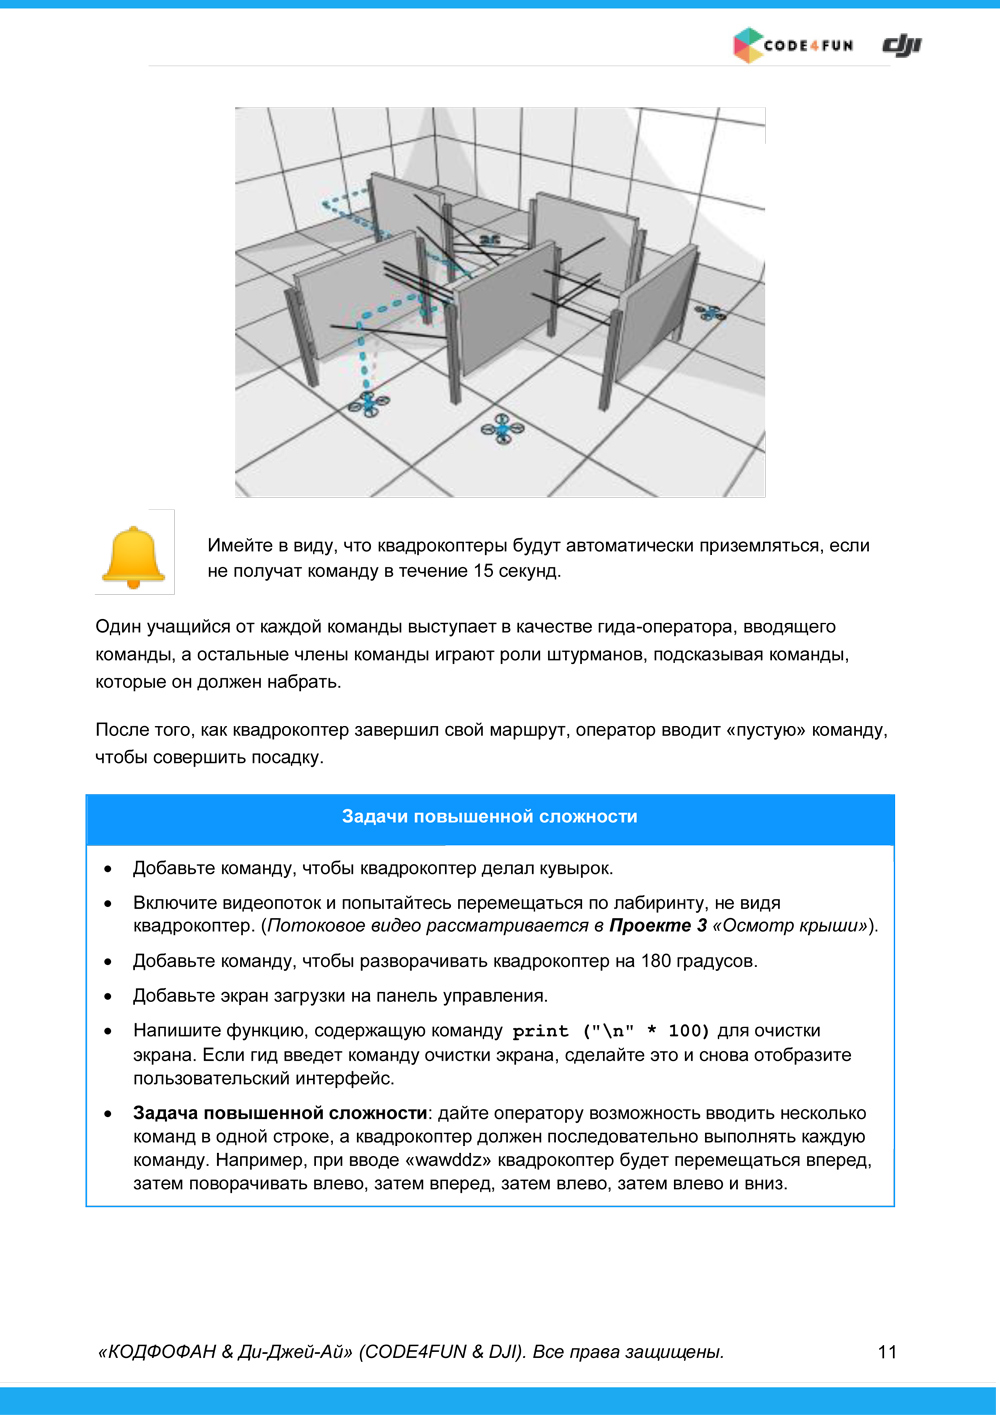 CODE4FUN dji
Имейте в виду, что квадрокоптеры будут автоматически приземляться, если
не получат команду в течение 15 секунд.
Один учащийся от каждой команды выступает в качестве гида-оператора, вводящего
команды, а остальные члены команды играют роли штурманов, подсказывая команды,
которые он должен набрать.
После того, как квадрокоптер завершил свой маршрут, оператор вводит «пустую» команду,
чтобы совершить посадку.
Задачи повышенной сложности
• Добавьте команду, чтобы квадрокоптер делал кувырок.
• Включите видеопоток и попытайтесь перемещаться по лабиринту, не видя
квадрокоптер. (Потоковое видео рассматривается в Проекте 3 «Осмотр крыши»).
• Добавьте команду, чтобы разворачивать квадрокоптер на 180 градусов.
• Добавьте экран загрузки на панель управления.
• Напишите функцию, содержащую команду print ("\n" * 100) для очистки
экрана. Если гид введет команду очистки экрана, сделайте это и снова отобразите
пользовательский интерфейс.
• Задача повышенной сложности: дайте оператору возможность вводить несколько
команд в одной строке, а квадрокоптер должен последовательно выполнять каждую
команду. Например, при вводе «wawddz» квадрокоптер будет перемещаться вперед,
затем поворачивать влево, затем вперед, затем влево, затем влево и вниз.
«КОДФОФАН & Ди-Джей-Ай» (CODE4FUN & DJI). Все права защищены. 11